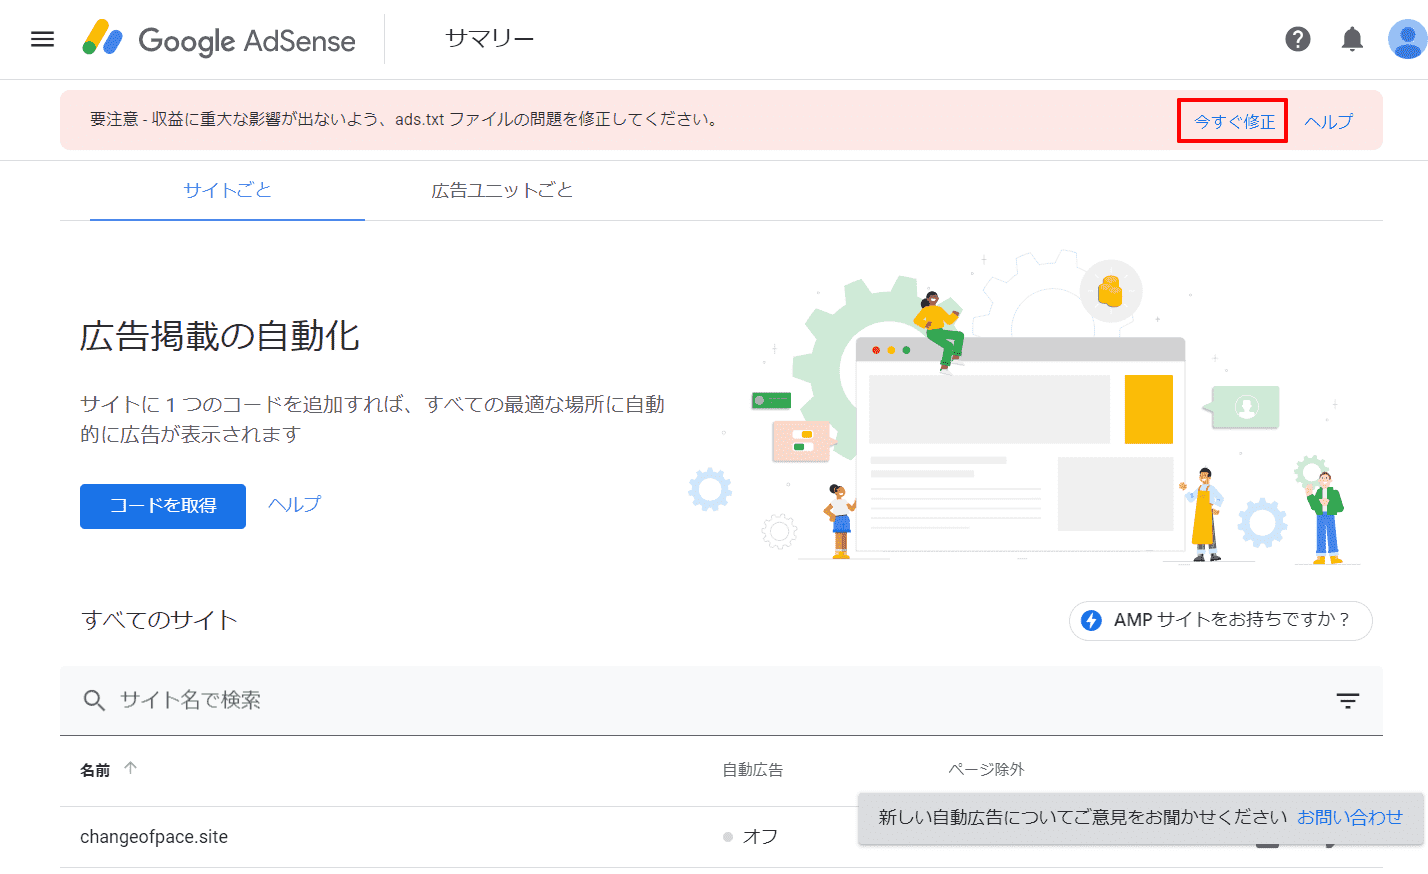 Google AdSense
サマリー
要注意 - 収益に重大な影響が出ないよう、ads.txt ファイルの問題を修正してください。
今すぐ修正
ヘルプ
サイトごと
広告ユニットごと
広告掲載の自動化
サイトに 1 つのコードを追加すれば、すべての最適な場所に自動
的に広告が表示されます
コードを取得
ヘルプ
すべてのサイト
AMP サイトをお持ちですか？
サイト名で検索
名前
自動広告
ページ除外
changeofpace.site
オフ
新しい自動広告についてご意見をお聞かせください
お問い合わせ